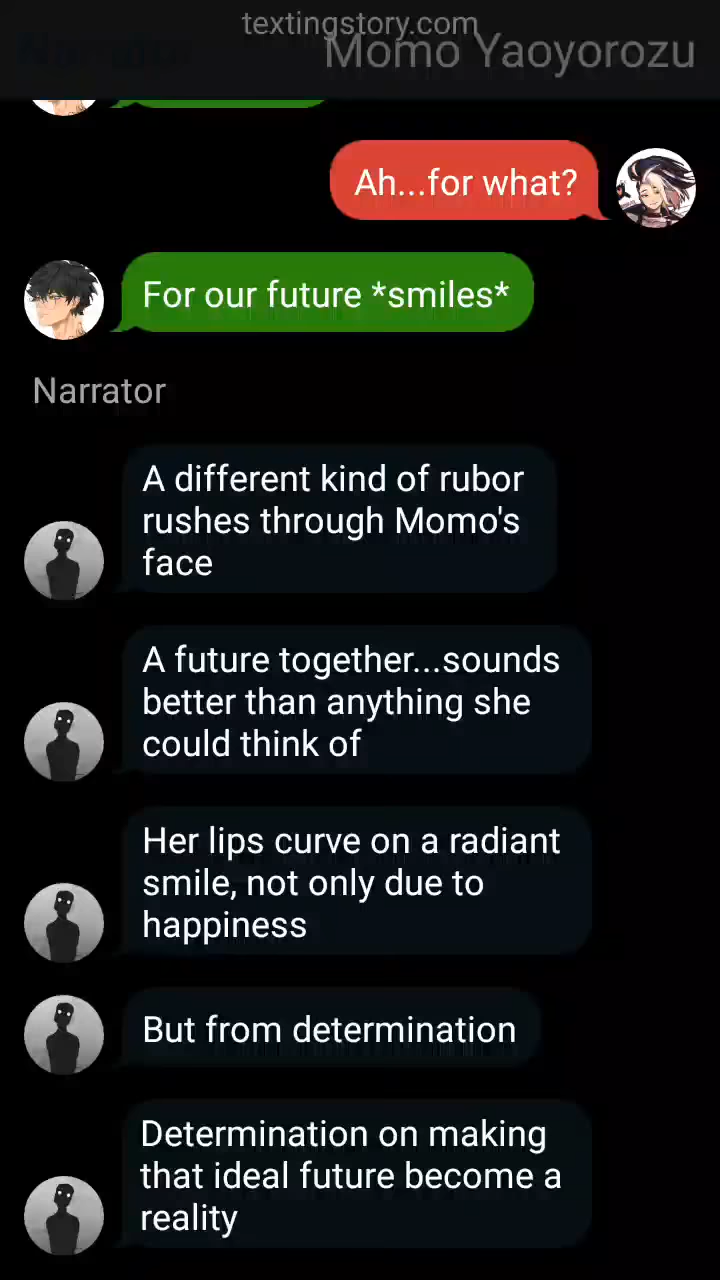 textingstory.com
Narrator
Momo Yaoyorozu
Ah...for what?
For our future *smiles*
Narrator
A different kind of rubor
rushes through Momo's
face
A future together...sounds
better than anything she
could think of
Her lips curve on a radiant
smile, not only due to
happiness
But from determination
Determination on making
that ideal future become a
reality